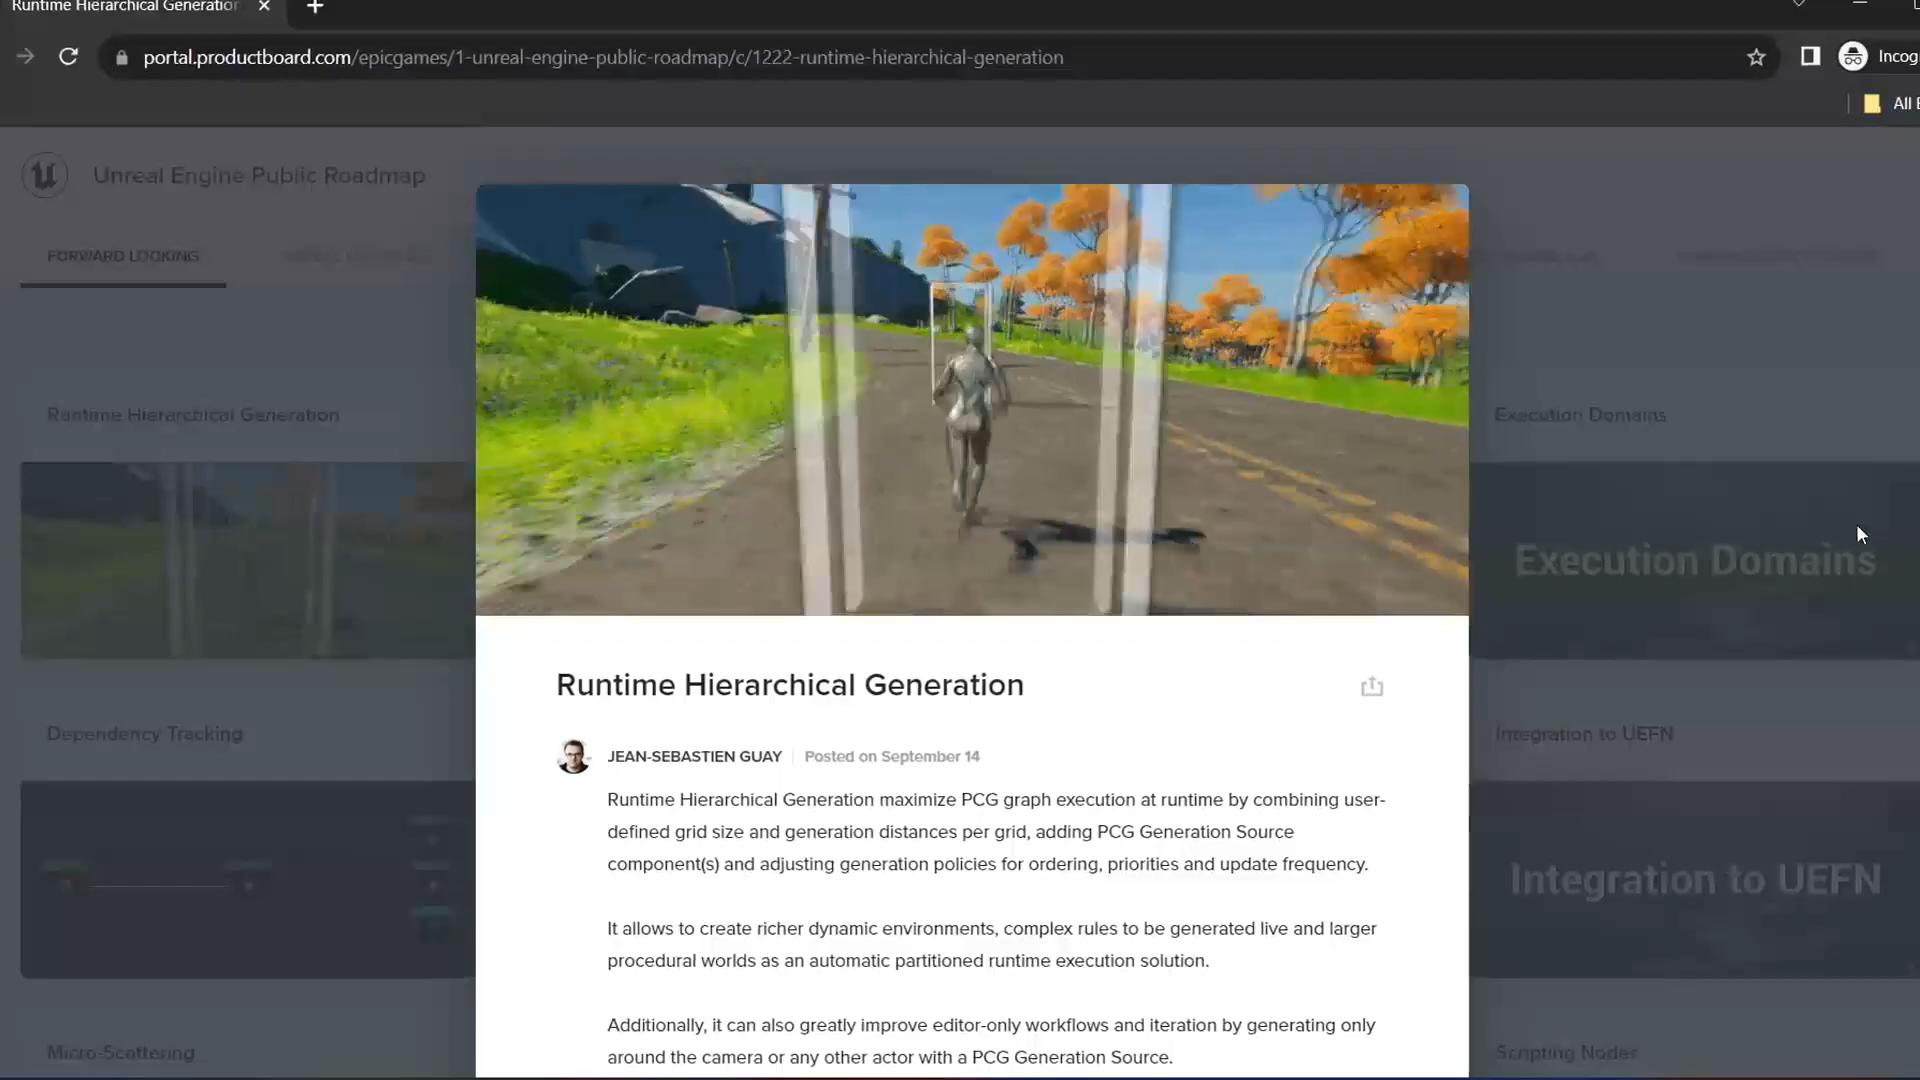 Runtime Hierarchical Generation
portal.productboard.com/epicgames/1-unreal-engine-public-roadmap/c/1222-runtime-hierarchical-generation
Incog
All
Unreal Engine Public Roadmap
FORWARD LOOKING
Runtime Hierarchical Generation
Execution Domains
Execution Domains
Runtime Hierarchical Generation
Dependency Tracking
Integration to UEFN
JEAN-SEBASTIEN GUAY
Posted on September 14
Runtime Hierarchical Generation maximize PCG graph execution at runtime by combining user-
defined grid size and generation distances per grid, adding PCG Generation Source
component(s) and adjusting generation policies for ordering, priorities and update frequency.
Integration to UEFN
It allows to create richer dynamic environments, complex rules to be generated live and larger
procedural worlds as an automatic partitioned runtime execution solution.
Additionally, it can also greatly improve editor-only workflows and iteration by generating only
around the camera or any other actor with a PCG Generation Source.
Micro-Scattering
Scripting Nodes